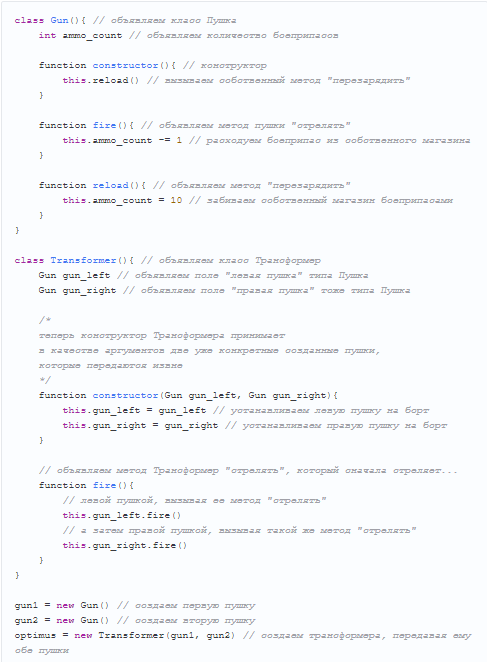 class Gun(){ // объявляем класс Пушка
int ammo_count // объявляем количество боеприпасов
function constructor(){ // конструктор
this.reload() // вызываем собственный метод "перезарядить"
}
function fire(){ // объявляем метод пушки "стрелять"
this.ammo_count -= 1 // расходуем боеприпас из собственного магазина
}
function reload(){ // объявляем метод "перезарядить"
this.ammo_count = 10 // забиваем собственный магазин боеприпасами
}
}
class Transformer(){ // объявляем класс Трансформер
Gun gun_left // объявляем поле "левая пушка" типа Пушка
Gun gun_right // объявляем поле "правая пушка" тоже типа Пушка
/*
теперь конструктор Трансформера принимает
в качестве аргументов две уже конкретные созданные пушки,
которые передаются извне
*/
function constructor(Gun gun_left, Gun gun_right){
this.gun_left = gun_left // устанавливаем левую пушку на борт
this.gun_right = gun_right // устанавливаем правую пушку на борт
}
// объявляем метод Трансформер "стрелять", который сначала стреляет...
function fire(){
// левой пушкой, вызывая ее метод "стрелять"
this.gun_left.fire()
// а затем правой пушкой, вызывая такой же метод "стрелять"
this.gun_right.fire()
}
}
gun1 = new Gun() // создаем первую пушку
gun2 = new Gun() // создаем вторую пушку
optimus = new Transformer(gun1, gun2) // создаем трансформера, передавая ему
обе пушки